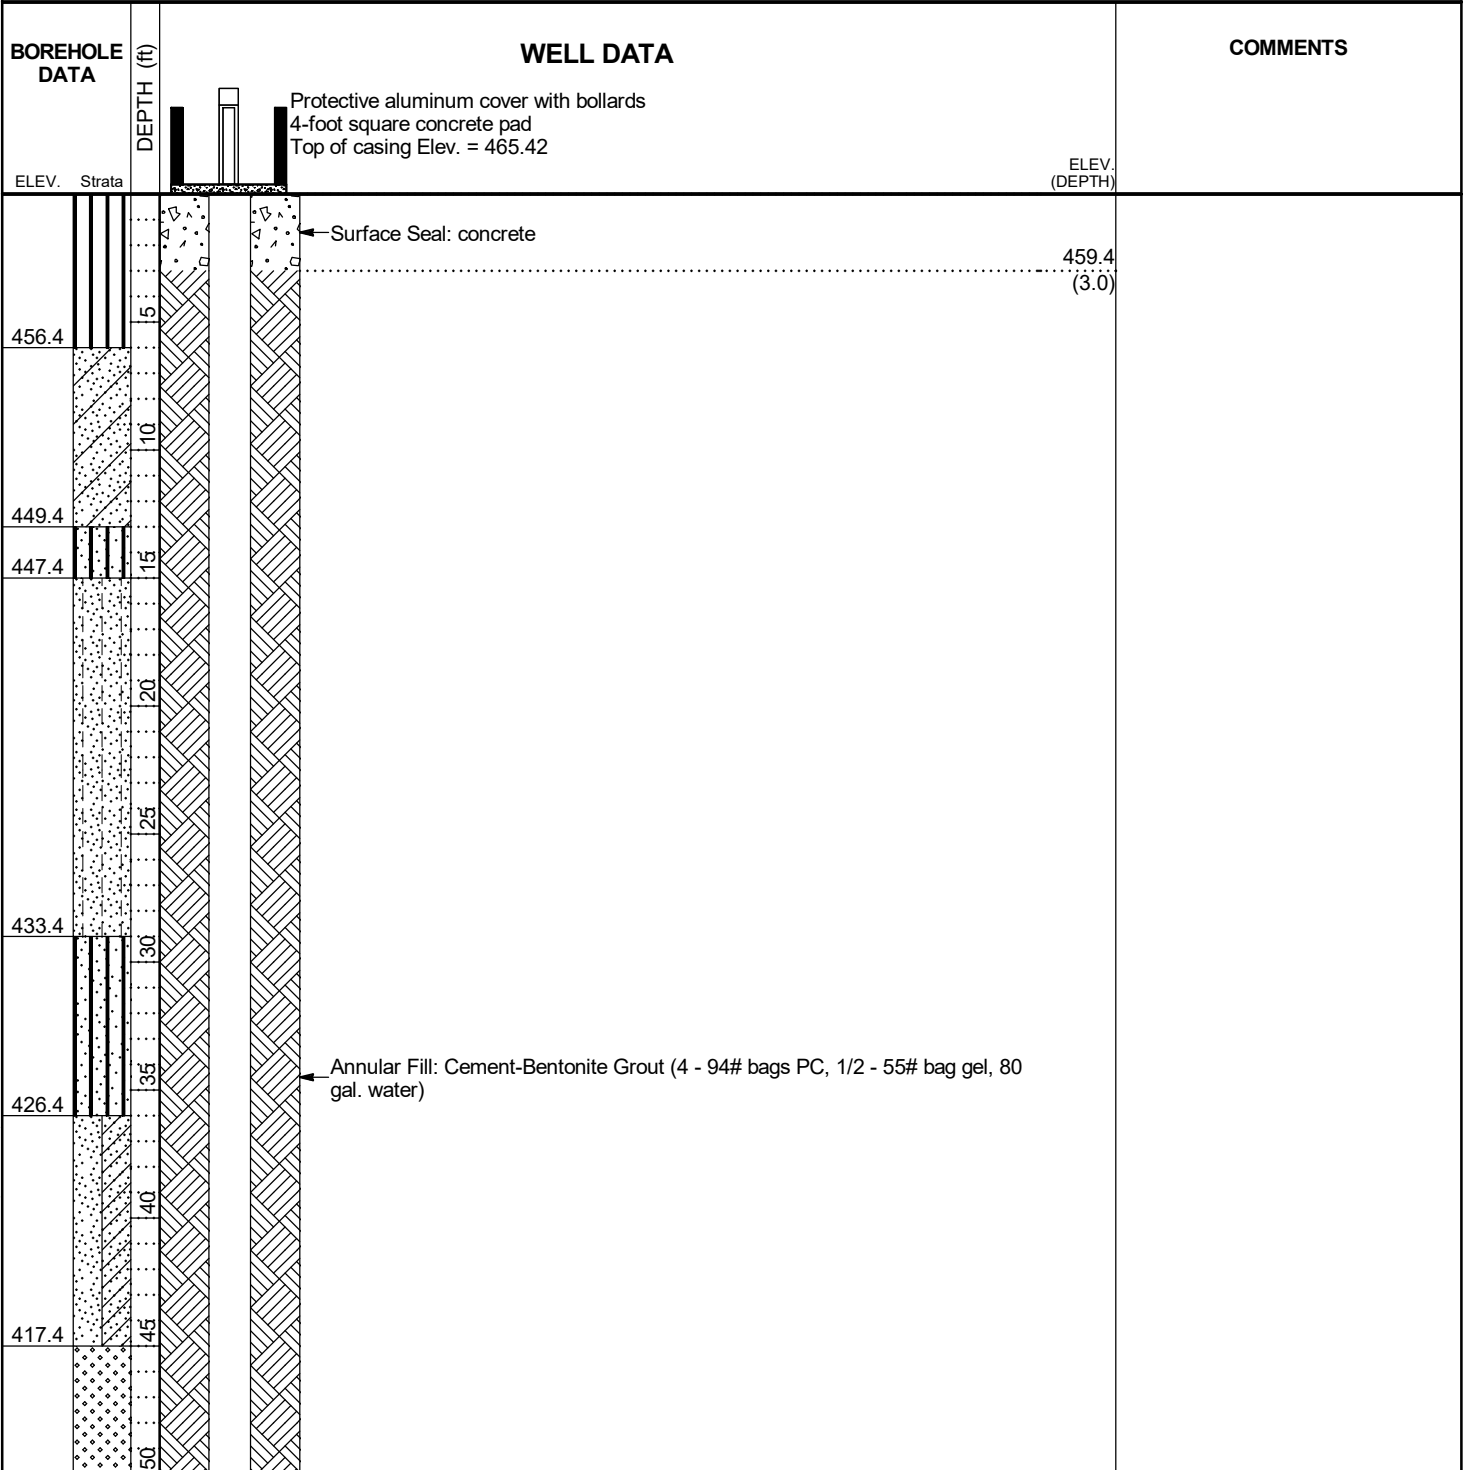 BOREHOLE
DATA
DEPTH (ft)
WELL DATA
COMMENTS
Protective aluminum cover with bollards
4-foot square concrete pad
Top of casing Elev. = 465.42
ELEV.
(DEPTH)
ELEV. Strata
Surface Seal: concrete
459.4
(3.0)
5
456.4
10
449.4
15
447.4
20
25
433.4
30
Annular Fill: Cement-Bentonite Grout (4 - 94# bags PC, 1/2 - 55# bag gel, 80
gal. water)
35
426.4
40
45
417.4
50